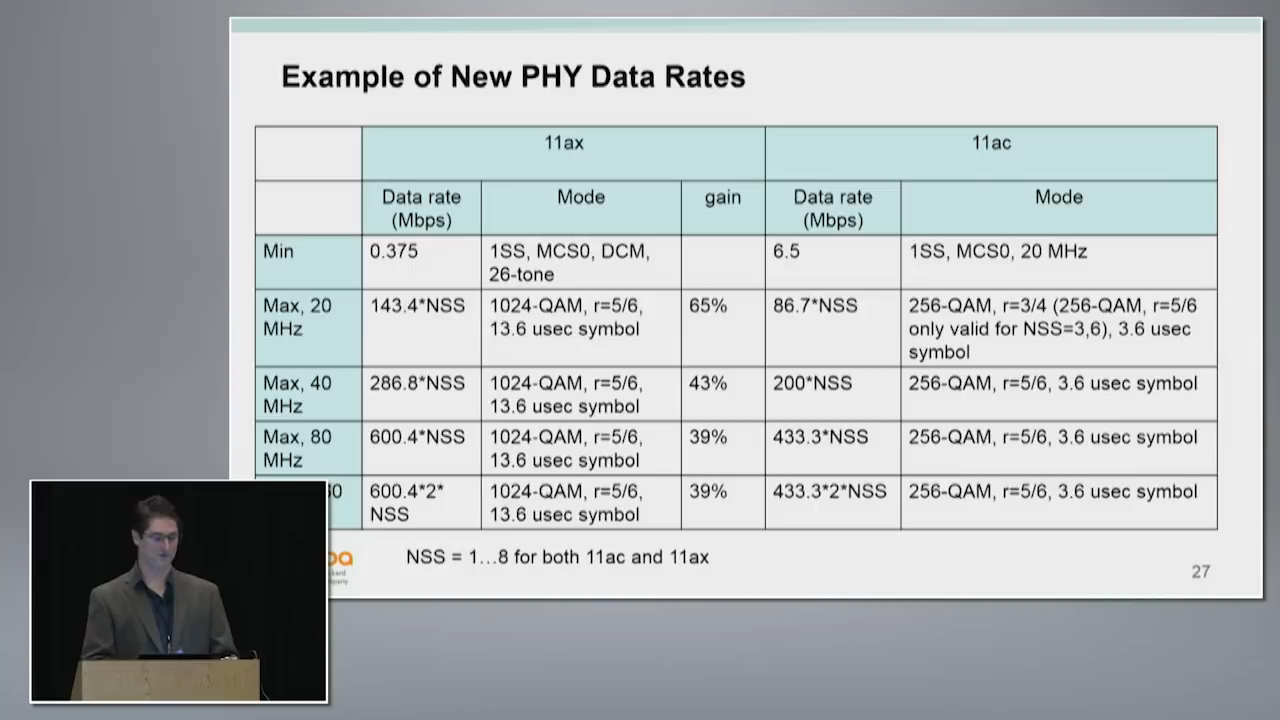 Example of New PHY Data Rates
11ax
11ac
Data rate
(Mbps)
Mode
gain
Data rate
(Mbps)
Mode
Min
0.375
1SS, MCS0, DCM,
26-tone
6.5
1SS, MCS0, 20 MHz
Max, 20
MHz
143.4*NSS
1024-QAM, r=5/6,
13.6 usec symbol
65%
86.7*NSS
256-QAM, r=3/4 (256-QAM, r=5/6
only valid for NSS=3,6), 3.6 usec
symbol
Max, 40
MHz
286.8*NSS
1024-QAM, r=5/6,
13.6 usec symbol
43%
200*NSS
256-QAM, r=5/6, 3.6 usec symbol
Max, 80
MHz
600.4*NSS
1024-QAM, r=5/6,
13.6 usec symbol
39%
433.3*NSS
256-QAM, r=5/6, 3.6 usec symbol
600.4*2*
NSS
1024-QAM, r=5/6,
13.6 usec symbol
39%
433.3*2*NSS
256-QAM, r=5/6, 3.6 usec symbol
NSS = 1…8 for both 11ac and 11ax
27